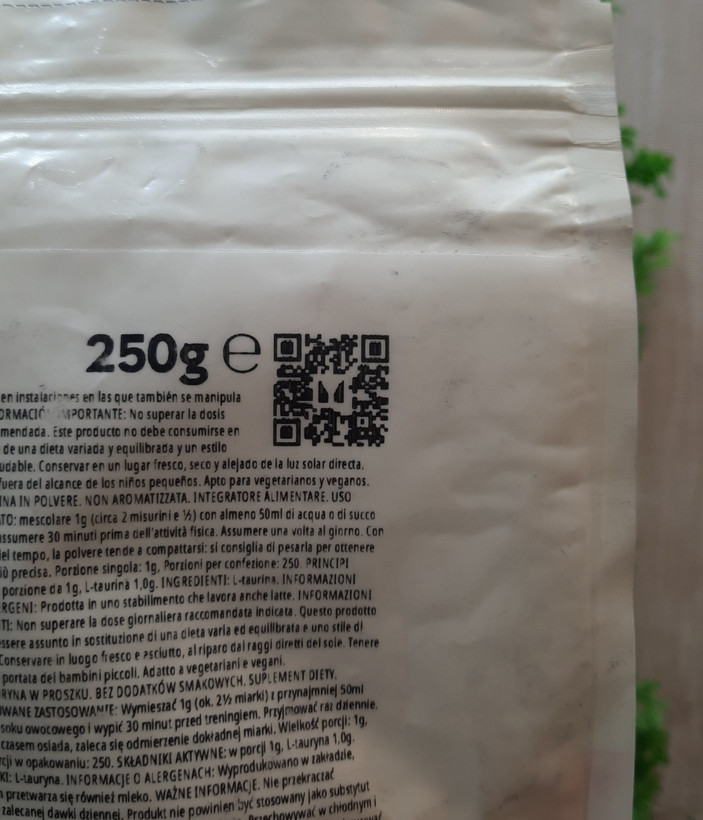 250g e
en instalaciones en las que también se manipula
IMPORTANTE: No superar la dosis
mendada. Este producto no debe consumirse en
de una dieta variada y equilibrada y un estilo
udable. Conservar en un lugar fresco, seco y alejado de la luz solar directa.
fuera del alcance de los niños pequeños. Apto para vegetarianos y veganos.
INA IN POLVERE. NON AROMATIZZATA. INTEGRATORE ALIMENTARE. USO
TO: mescolare 1g (circa 2 misurini e ½) con almeno 50ml di acqua o di succo
assumere 30 minuti prima dell'attività fisica. Assumere una volta al giorno. Con
el tempo, la polvere tende a compattarsi: si consiglia di pesarla per ottenere
iù precisa. Porzione singola: 1g, Porzioni per confezione: 250. PRINCIPI
porzione da 1g, L-taurina 1,0g. INGREDIENTI: L-taurina. INFORMAZIONI
RGENI: Prodotta in uno stabilimento che lavora anche latte. INFORMAZIONI
TI: Non superare la dose giornaliera raccomandata indicata. Questo prodotto
essere assunto in sostituzione di una dieta varia ed equilibrata e uno stile di
Conservare in luogo fresco e asciutto, al riparo dai raggi diretti del sole. Tenere
portata dei bambini piccoli. Adatto a vegetariani e vegani.
RYNA W PROSZKU. BEZ DODATKÓW SMAKOWYCH. SUPLEMENT DIETY.
WANE ZASTOSOWANIE: Wymieszać 1g (ok. 2½ miarki) z przynajmniej 50ml
soku owocowego i wypić 30 minut przed treningiem. Przyjmować raz dziennie.
czasem osiada, zaleca się odmierzenie dokładnej miarki. Wielkość porcji: 1g,
rcji w opakowaniu: 250. SKŁADNIKI AKTYWNE: w porcji 1g, L-tauryna 1,0g.
KI: L-tauryna. INFORMACJE O ALERGENACH: Wyprodukowano w zakładzie,
przetwarza się również mleko. WAŻNE INFORMACJE. Nie przekraczać
zalecanej dawki dziennej. Produkt nie powinien być stosowany jako substytut
Przechowywać w chłodnym i